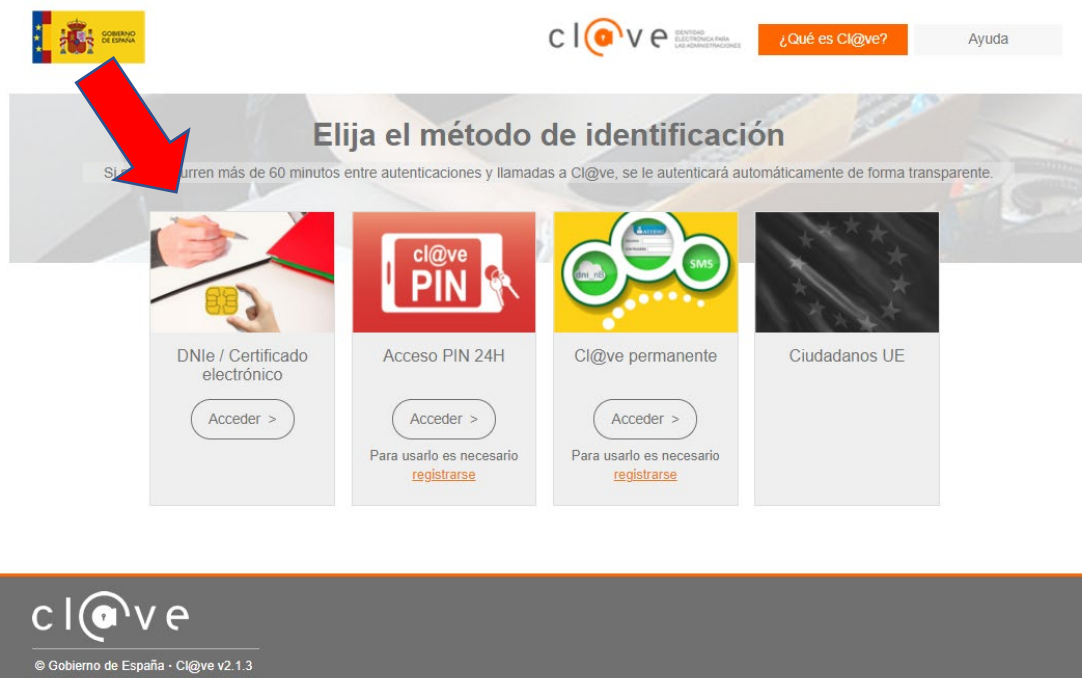 GOBIERNO
DE ESPAÑA
cl@ve
IDENTIDAD
ELECTRÓNICA PARA
LAS ADMINISTRACIONES
¿Qué es Cl@ve?
Ayuda
Elija el método de identificación
Si urren más de 60 minutos entre autenticaciones y llamadas a Cl@ve, se le autenticará automáticamente de forma transparente.
cl@ve
PIN
ACCESO
dni_nb
SMS
DNIe / Certificado
electrónico
Acceder >
Acceso PIN 24H
Acceder >
Para usarlo es necesario
registrarse
Cl@ve permanente
Acceder >
Para usarlo es necesario
registrarse
Ciudadanos UE
cl@ve
© Gobierno de España · Cl@ve v2.1.3